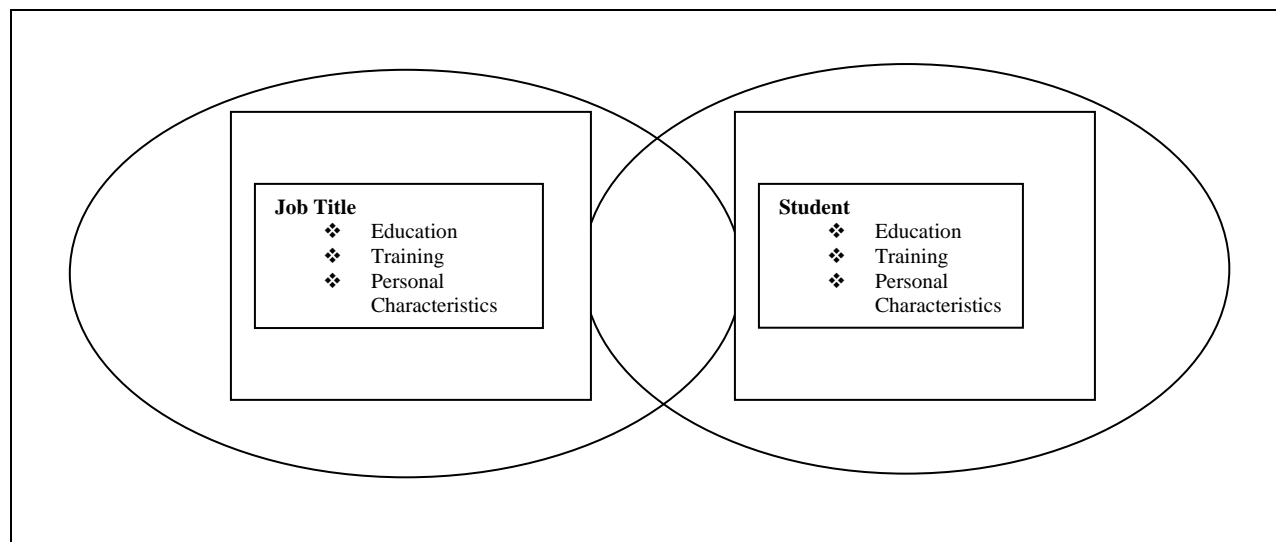 Job Title
❖ Education
❖ Training
❖ Personal
Characteristics
Student
❖ Education
❖ Training
❖ Personal
Characteristics